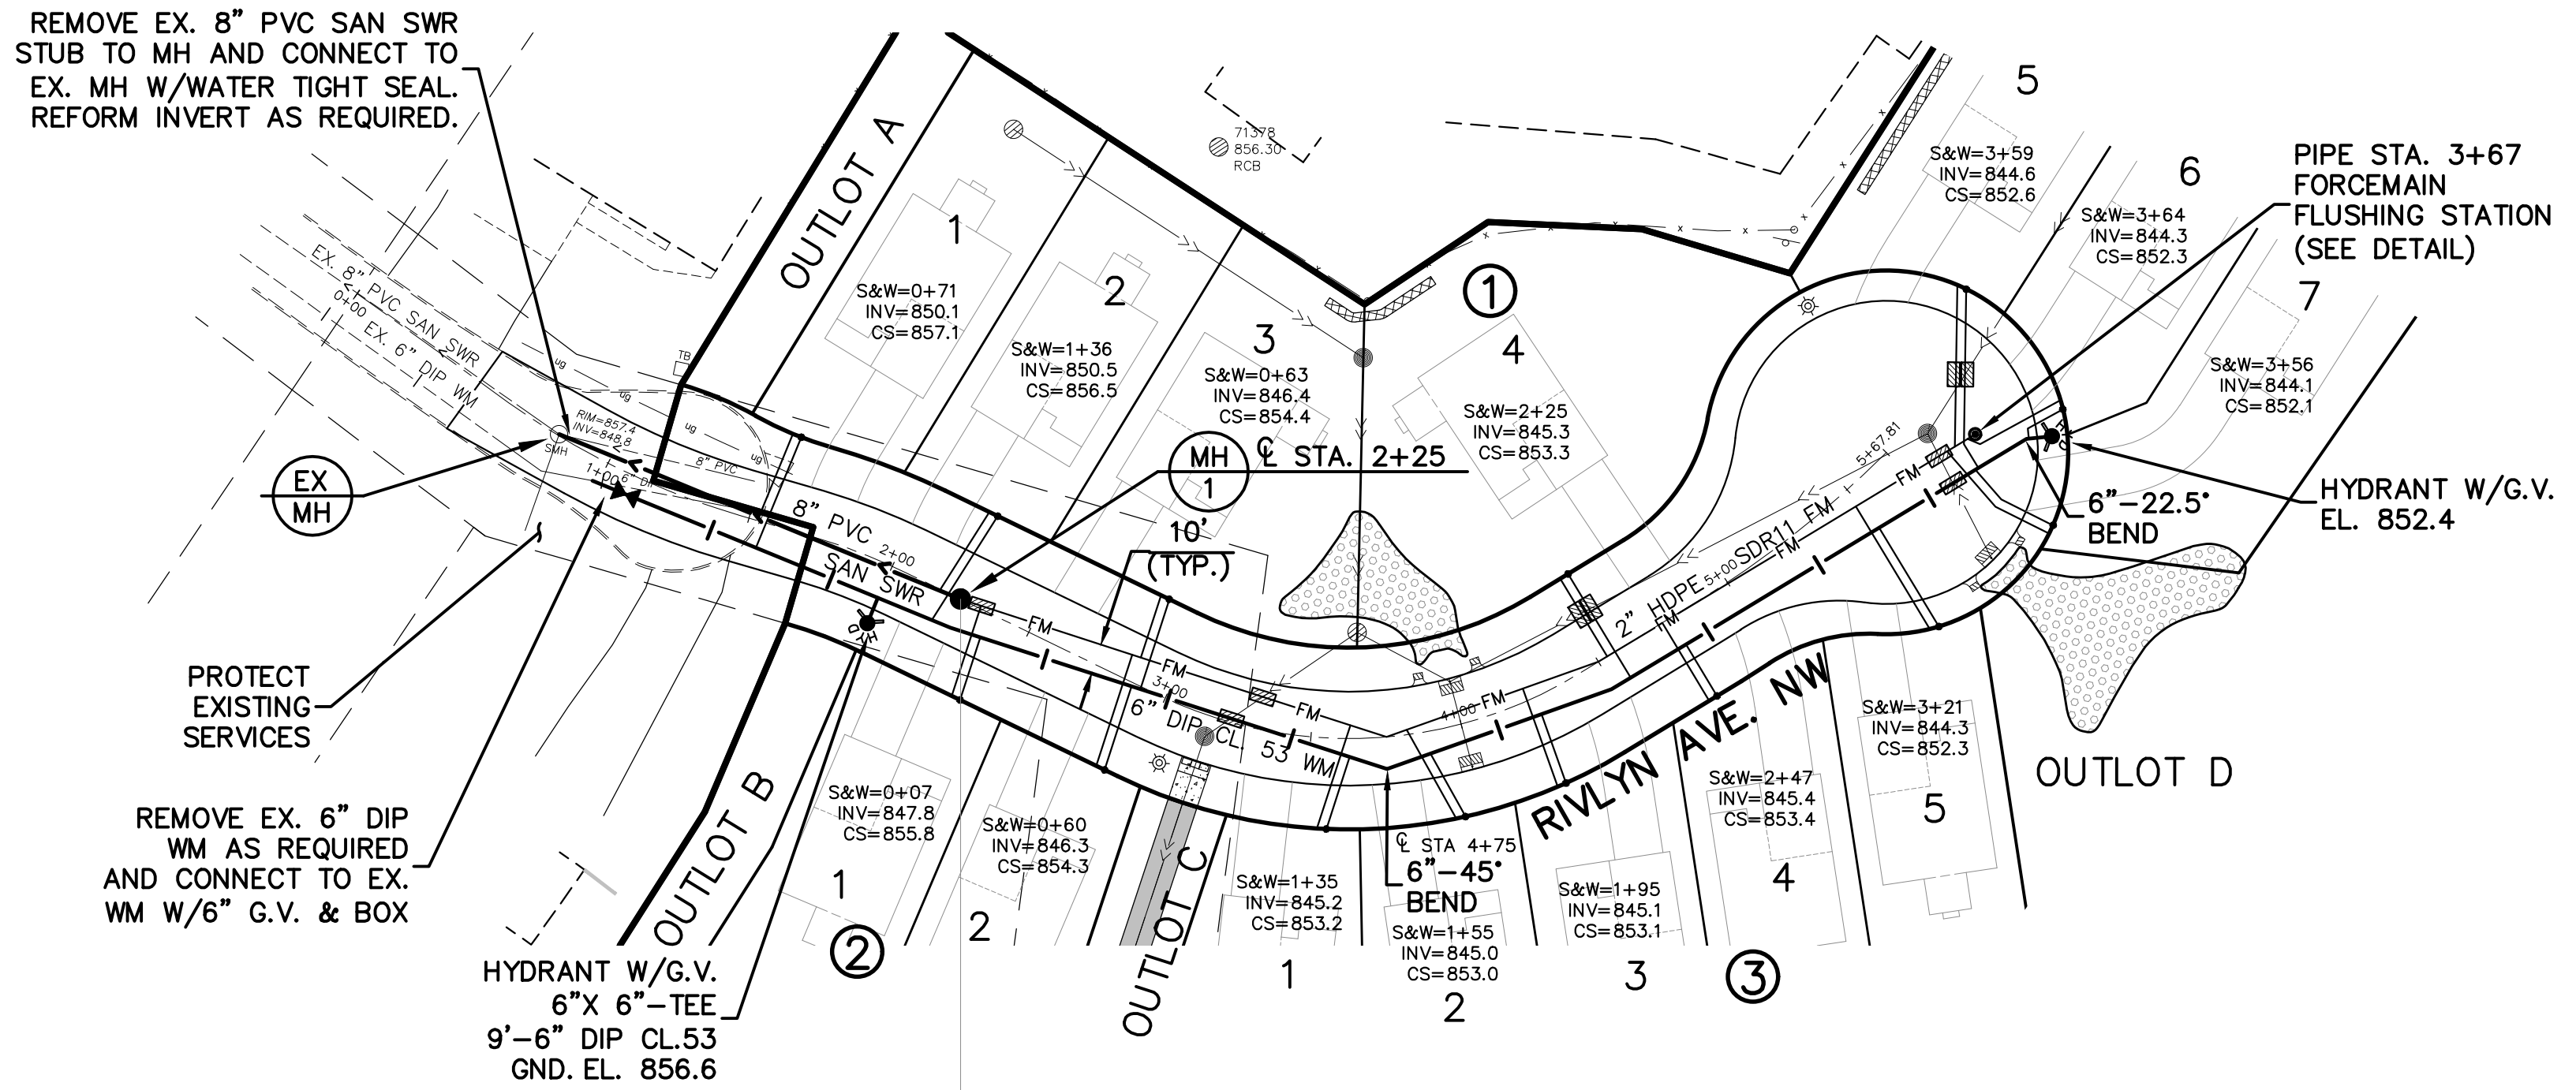 REMOVE EX. 8" PVC SAN SWR
STUB TO MH AND CONNECT TO
EX. MH W/WATER TIGHT SEAL.
REFORM INVERT AS REQUIRED.
EX. 8" PVC SAN SWR
0+00 EX. 6" DIP WM
EX
MH
RIM=857.4
INV=848.8
SMH
1+00
6" DIP
8" PVC
TB
ug
ug
ug
ug
PROTECT
EXISTING
SERVICES
REMOVE EX. 6" DIP
WM AS REQUIRED
AND CONNECT TO EX.
WM W/6" G.V. & BOX
OUTLOT A
OUTLOT B
HYDRANT W/G.V.
6"X 6"-TEE
9'-6" DIP CL.53
GND. EL. 856.6
HYD
1
S&W=0+71
INV=850.1
CS=857.1
2
S&W=1+36
INV=850.5
CS=856.5
3
S&W=0+63
INV=846.4
CS=854.4
71378
856.30
RCB
1
4
S&W=2+25
INV=845.3
CS=853.3
MH
1
℄ STA. 2+25
10'
(TYP.)
8" PVC
SAN SWR
2+00
FM
FM
3+00
6" DIP CL. 53 WM
FM
4+00
FM
FM
2" HDPE SDR11 FM
5+00
FM
FM
5+67.81
5
S&W=3+59
INV=844.6
CS=852.6
6
S&W=3+64
INV=844.3
CS=852.3
7
S&W=3+56
INV=844.1
CS=852.1
PIPE STA. 3+67
FORCEMAIN
FLUSHING STATION
(SEE DETAIL)
HYD
HYDRANT W/G.V.
EL. 852.4
6"-22.5°
BEND
S&W=0+07
INV=847.8
CS=855.8
1
2
S&W=0+60
INV=846.3
CS=854.3
2
OUTLOT C
S&W=1+35
INV=845.2
CS=853.2
1
℄ STA 4+75
6"-45°
BEND
S&W=1+55
INV=845.0
CS=853.0
2
RIVLYN AVE. NW
S&W=1+95
INV=845.1
CS=853.1
3
3
S&W=2+47
INV=845.4
CS=853.4
4
S&W=3+21
INV=844.3
CS=852.3
5
OUTLOT D